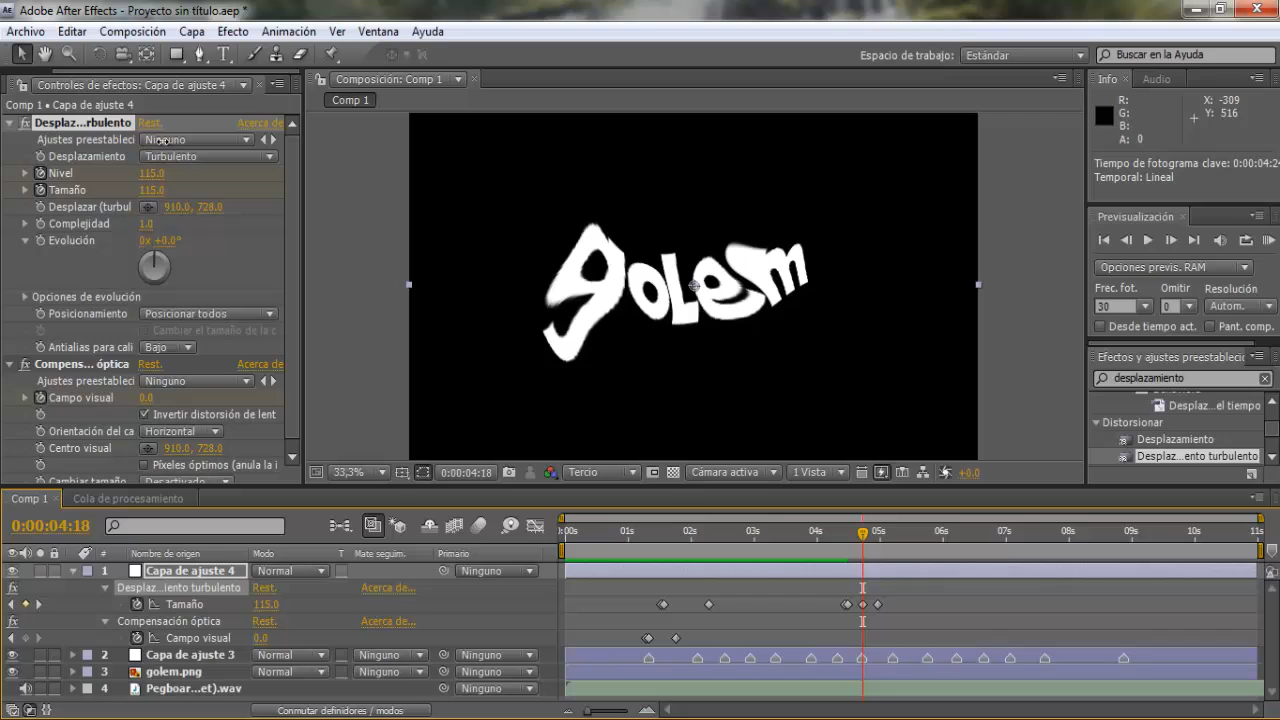 Adobe After Effects - Proyecto sin título.aep *
Archivo Editar Composición Capa Efecto Animación Ver Ventana Ayuda
Espacio de trabajo: Estándar Buscar en la Ayuda
Controles de efectos: Capa de ajuste 4
Composición: Comp 1
Info Audio
Comp 1 • Capa de ajuste 4
Comp 1
R:
G:
B:
A: 0
X: -309
Y: 516
Desplaz...rbulento Rest. Acerca de
Ajustes preestableci Ninguno
Desplazamiento Turbulento
Nivel 115.0
Tamaño 115.0
Desplazar (turbul 910.0, 728.0
Complejidad 1.0
Evolución 0x +0.0°
Opciones de evolución
Posicionamiento Posicionar todos
Cambiar el tamaño de la c
Antialias para cali Bajo
Compens... óptica Rest. Acerca de
Ajustes preestableci Ninguno
Campo visual 0.0
Invertir distorsión de lent
Orientación del ca Horizontal
Centro visual 910.0, 728.0
Píxeles óptimos (anula la i
Cambiar tamaño Desactivado
golem
Tiempo de fotograma clave: 0:00:04:2
Temporal: Lineal
Previsualización
Opciones previs. RAM
Frec. fot. Omitir Resolución
30 0 Autom.
Desde tiempo act. Pant. comp.
Efectos y ajustes preestablecid
desplazamiento
Desplaz...el tiempo
Distorsionar
Desplazamiento
Desplaz...ento turbulento
33,3% 0:00:04:18 Tercio Cámara activa 1 Vista +0.0
Comp 1 Cola de procesamiento
0:00:04:18
:00s 01s 02s 03s 04s 05s 06s 07s 08s 09s 10s 11s
# Nombre de origen Modo T Mate seguim. Primario
1 Capa de ajuste 4 Normal Ninguno
Desplaz...iento turbulento Rest. Acerca de...
Tamaño 115.0
Compensación óptica Rest. Acerca de...
Campo visual 0.0
2 Capa de ajuste 3 Normal Ninguno Ninguno
3 golem.png Normal Ninguno Ninguno
4 Pegboar...et).wav Ninguno
Conmutar definidores / modos